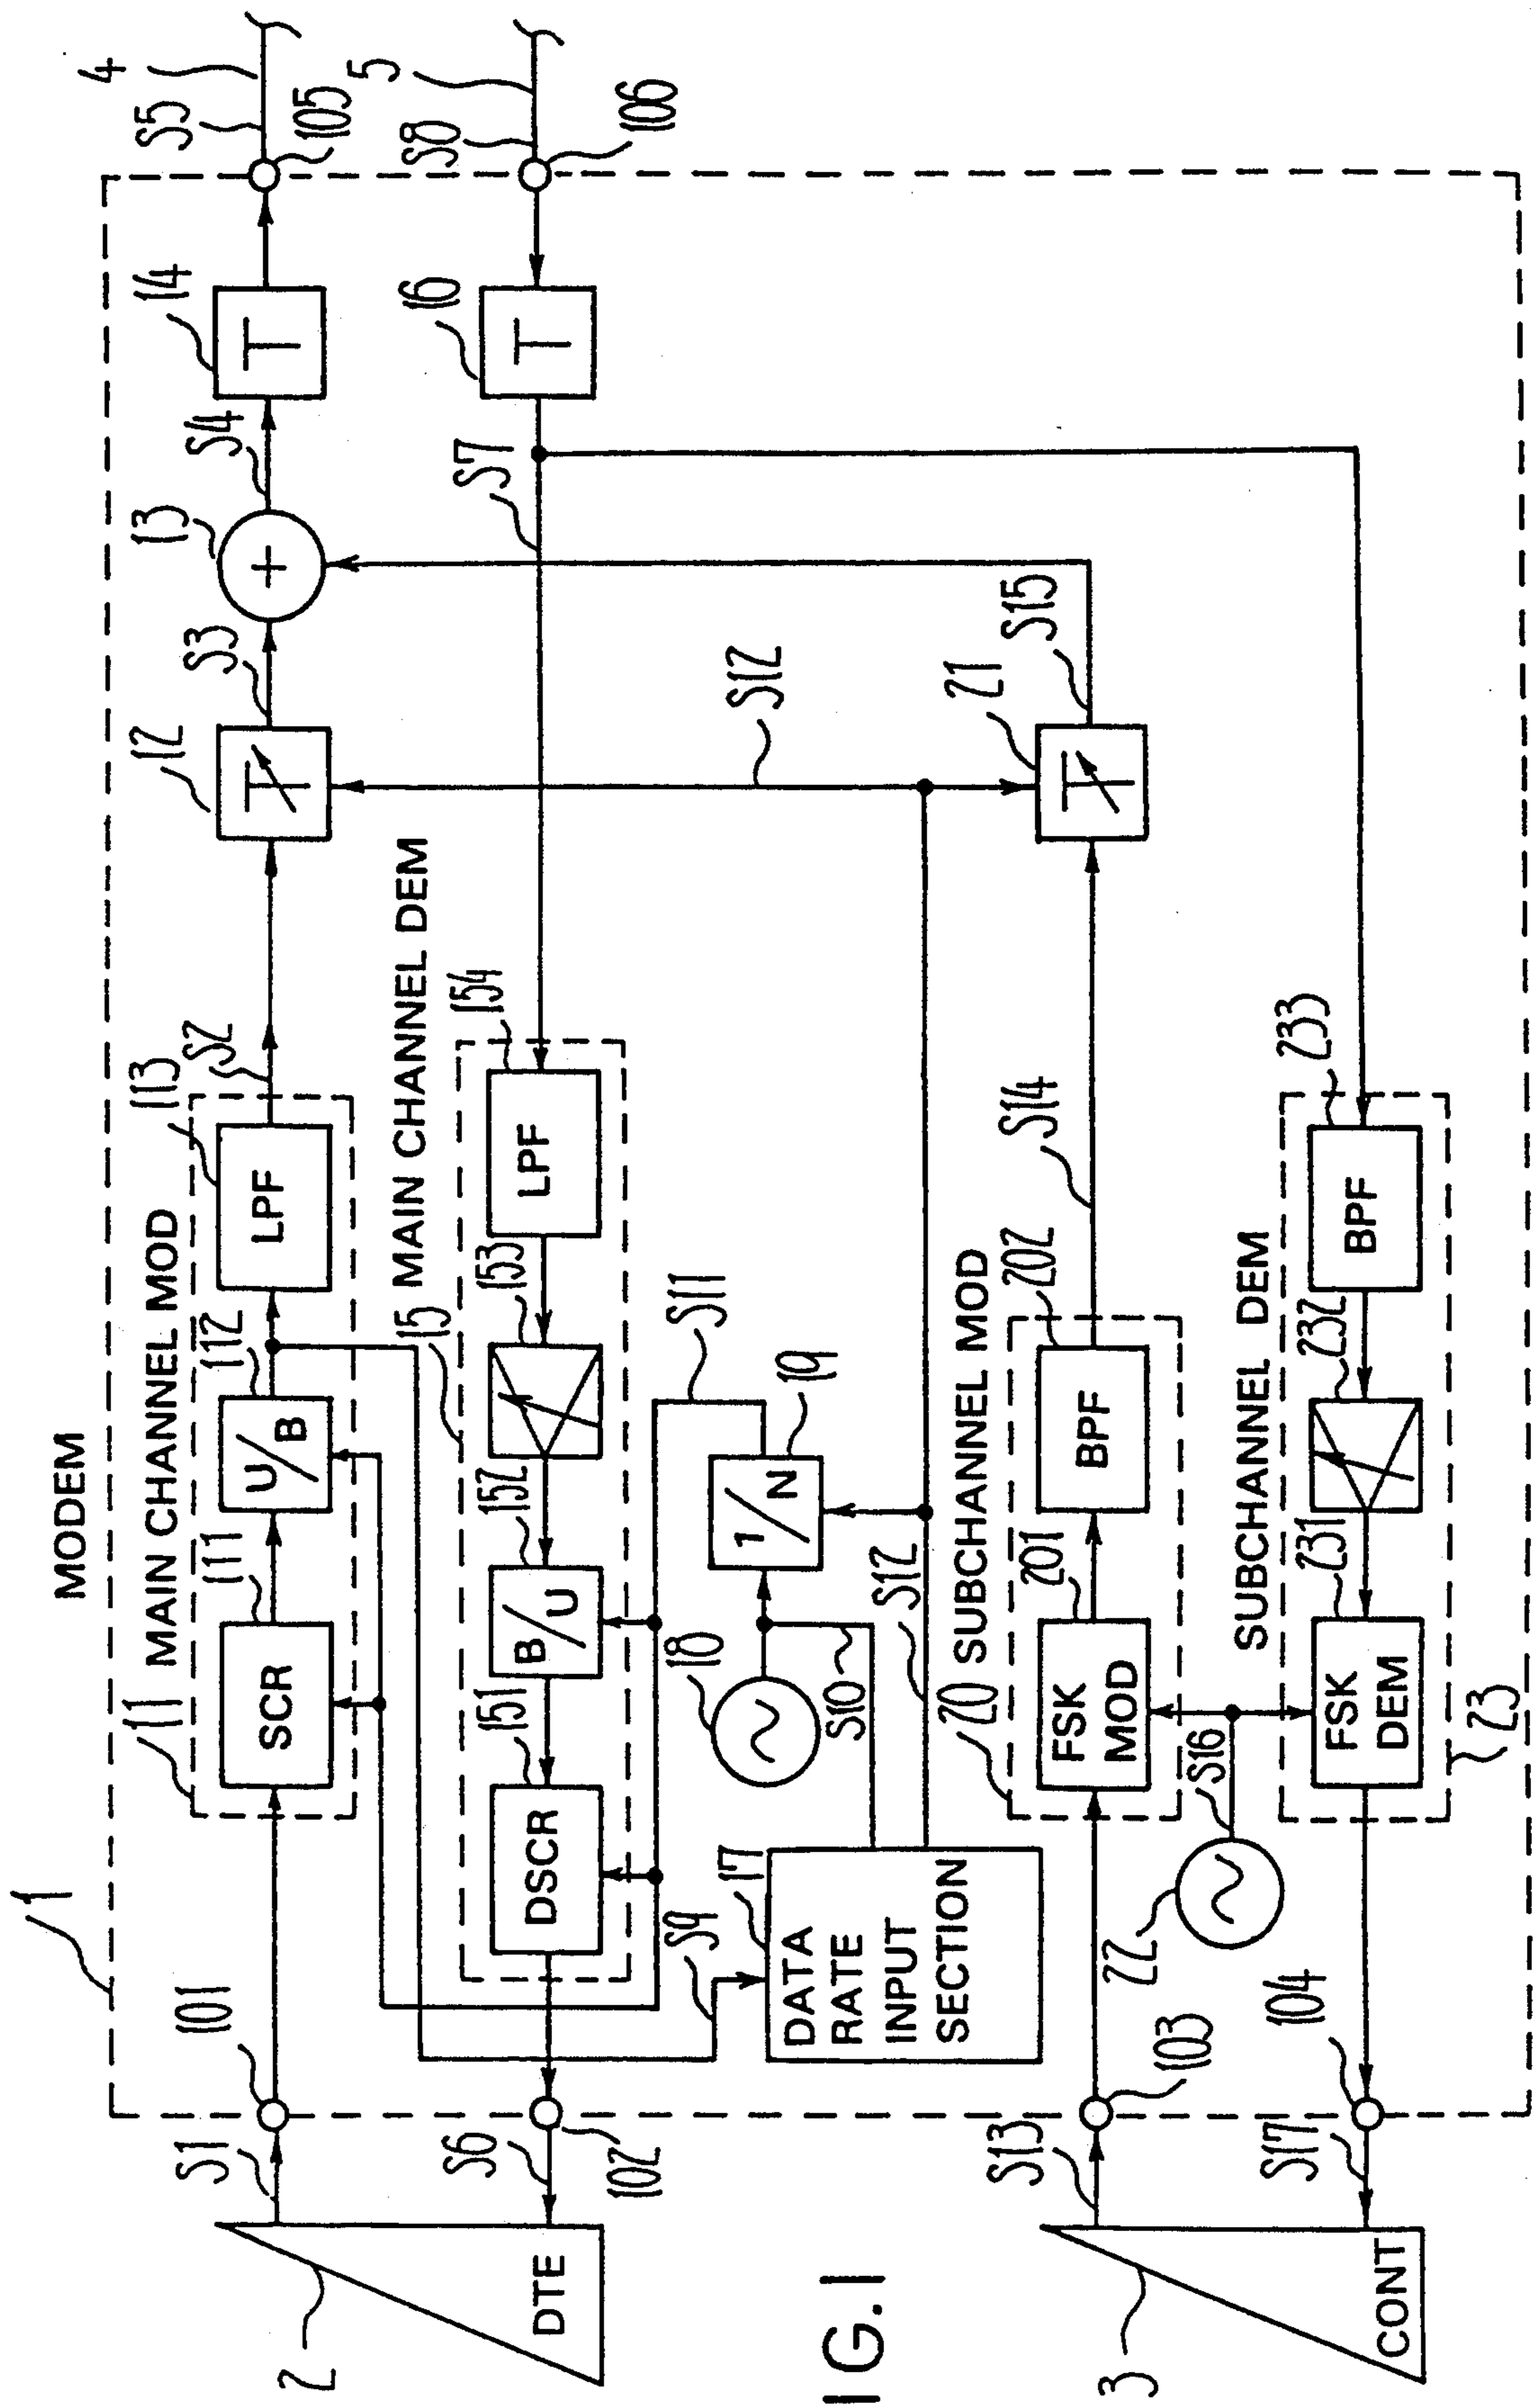 MODEM
1
MAIN CHANNEL MOD
11
111
112
113
S2
12
S3
13
S4
14
S5
4
105
SCR
U/B
LPF
T
+
T
101
S1
2
DTE
S6
102
15
MAIN CHANNEL DEM
151
152
153
154
S7
16
S8
5
106
DSCR
B/U
LPF
T
S9
17
DATA
RATE
INPUT
SECTION
18
S10
1/N
19
S11
S12
S12
20
SUBCHANNEL MOD
201
202
S14
21
S15
FSK
MOD
BPF
T
103
S13
3
CONT
S17
104
22
S16
SUBCHANNEL DEM
231
232
233
FSK
DEM
BPF
23
IG.1